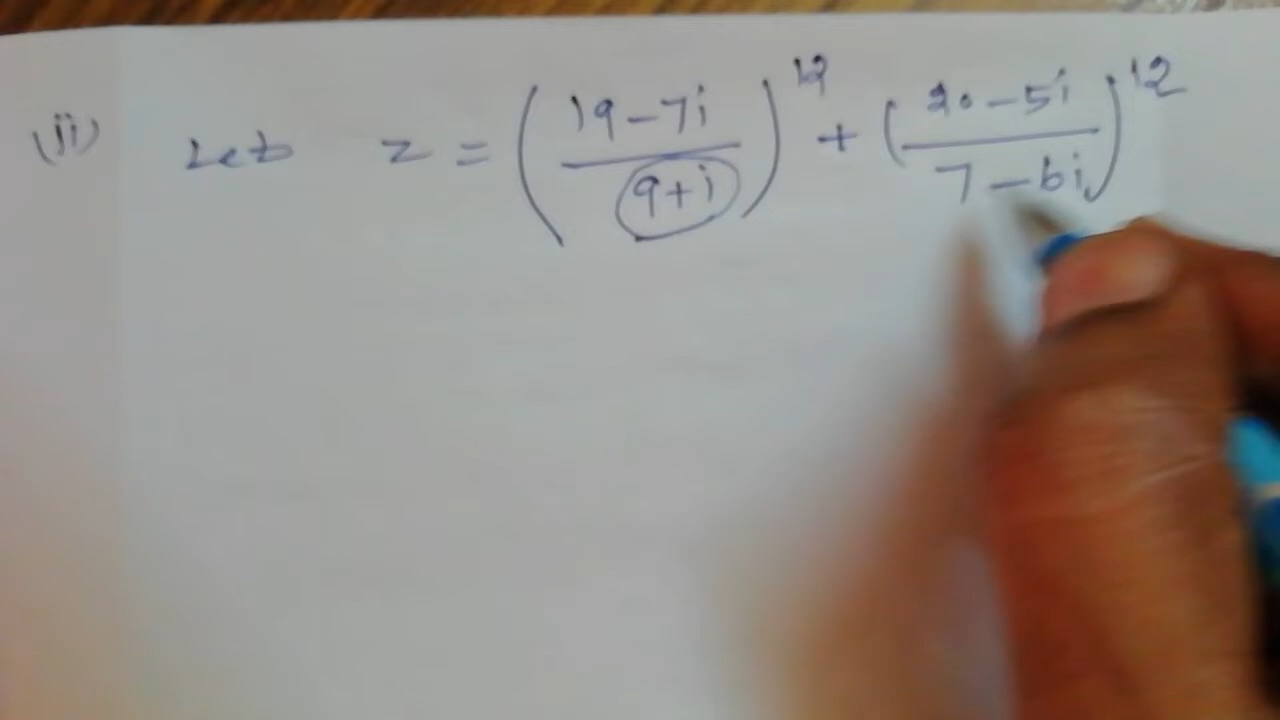 (ii) Let z = (19-7i / 9+i)^12 + (20-5i / 7-6i)^12